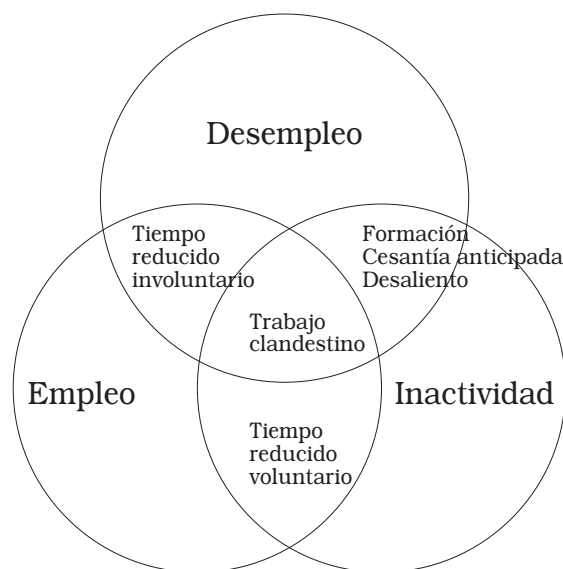 Desempleo
Tiempo
reducido
involuntario
Formación
Cesantía anticipada
Desaliento
Trabajo
clandestino
Empleo
Inactividad
Tiempo
reducido
voluntario